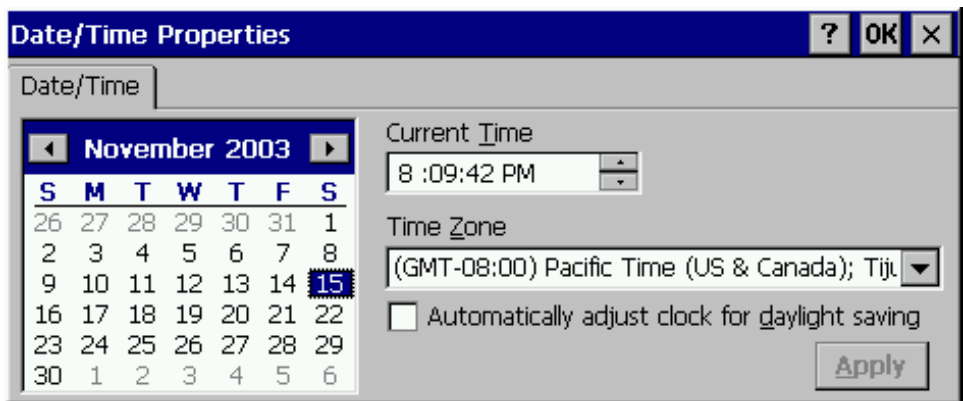 Date/Time Properties ? OK ×
Date/Time
November 2003
S M T W T F S
26 27 28 29 30 31 1
2 3 4 5 6 7 8
9 10 11 12 13 14 15
16 17 18 19 20 21 22
23 24 25 26 27 28 29
30 1 2 3 4 5 6
Current Time
8 :09:42 PM
Time Zone
(GMT-08:00) Pacific Time (US & Canada);
Automatically adjust clock for daylight saving
Apply